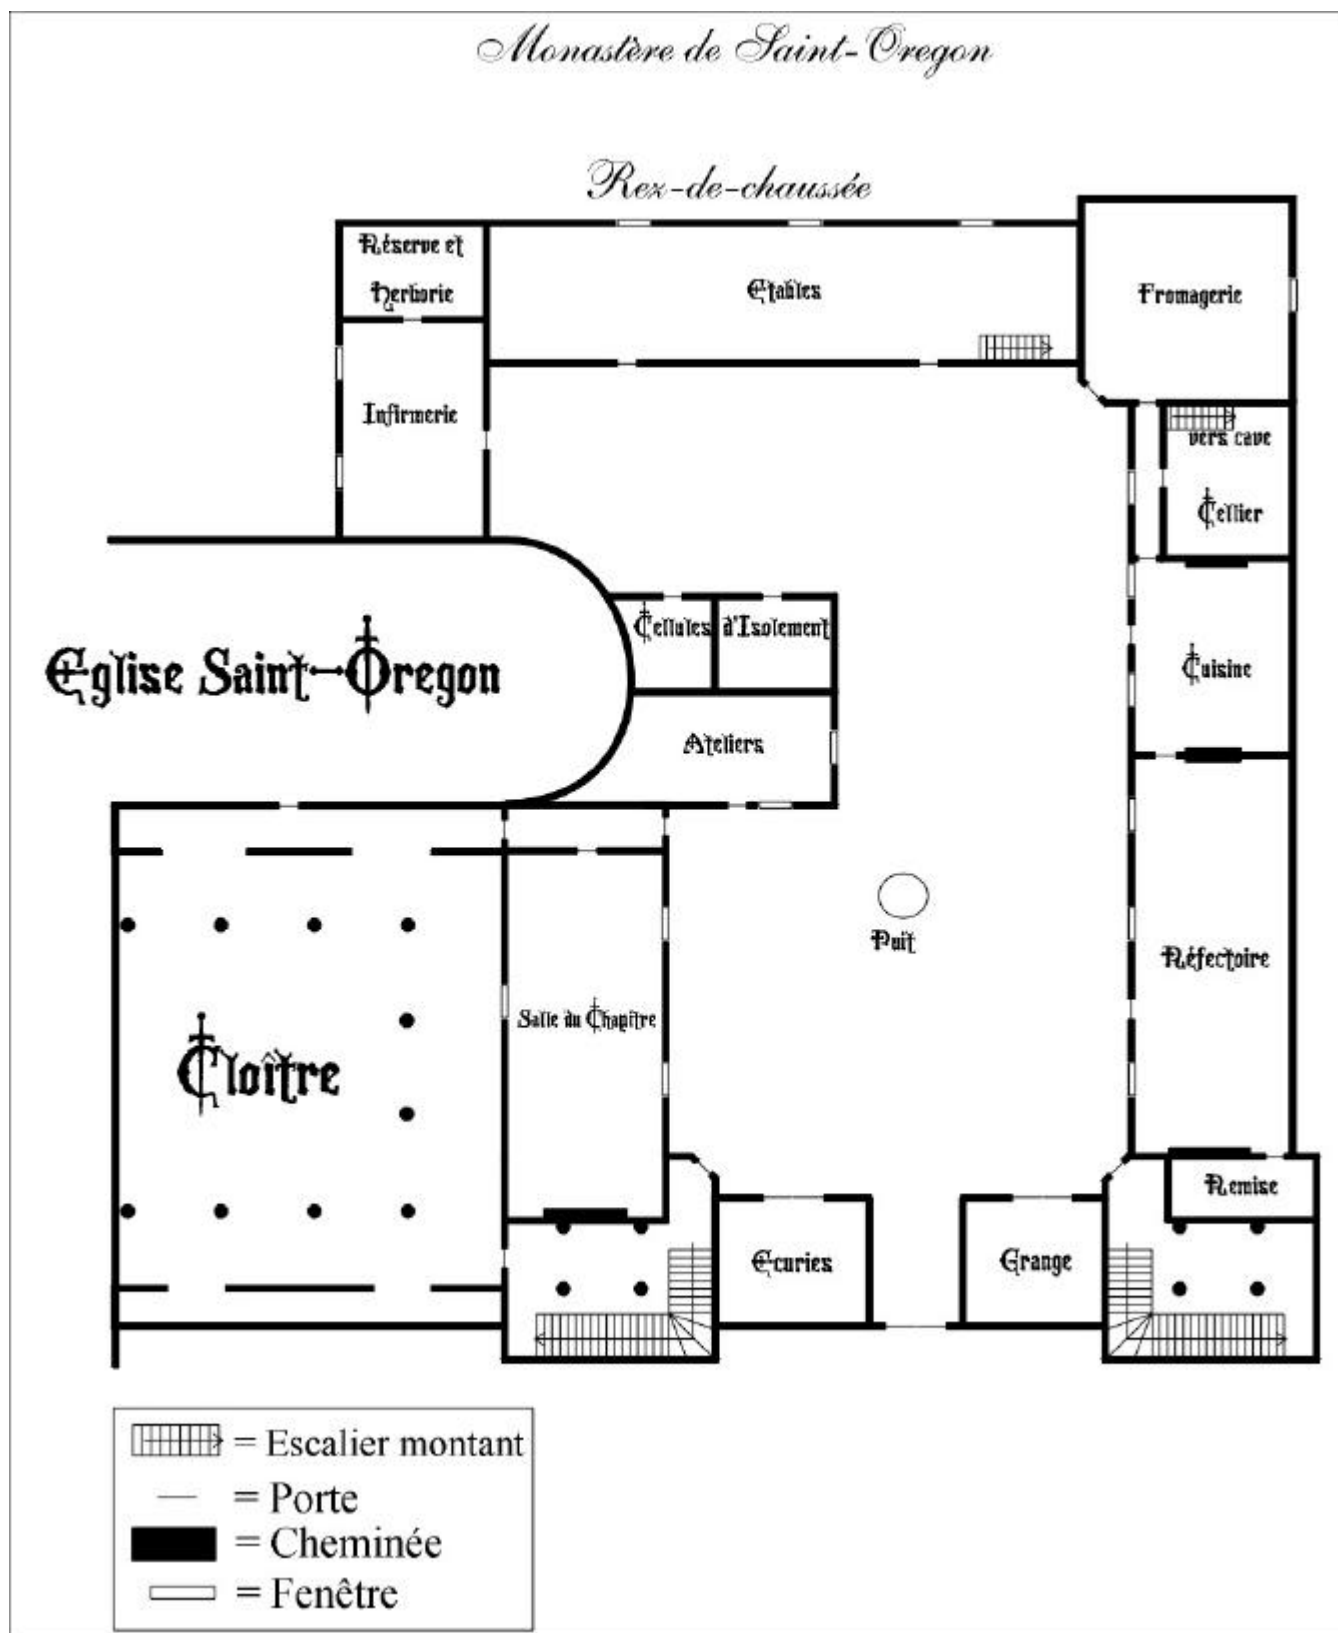 Monastère de Saint-Oregon
Rez-de-chaussée
Réserve et
Herborie
Etables
Fromagerie
Infirmerie
vers cave
Cellier
Cellules d'Isolement
Cuisine
Eglise Saint-Oregon
Ateliers
Puit
Réfectoire
Salle du Chapitre
Cloître
Remise
Ecuries
Grange
= Escalier montant
= Porte
= Cheminée
= Fenêtre